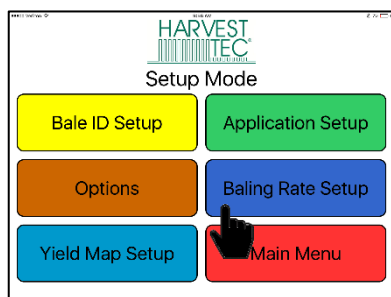 HARVEST
TEC
Setup Mode
Bale ID Setup
Application Setup
Options
Baling Rate Setup
Yield Map Setup
Main Menu